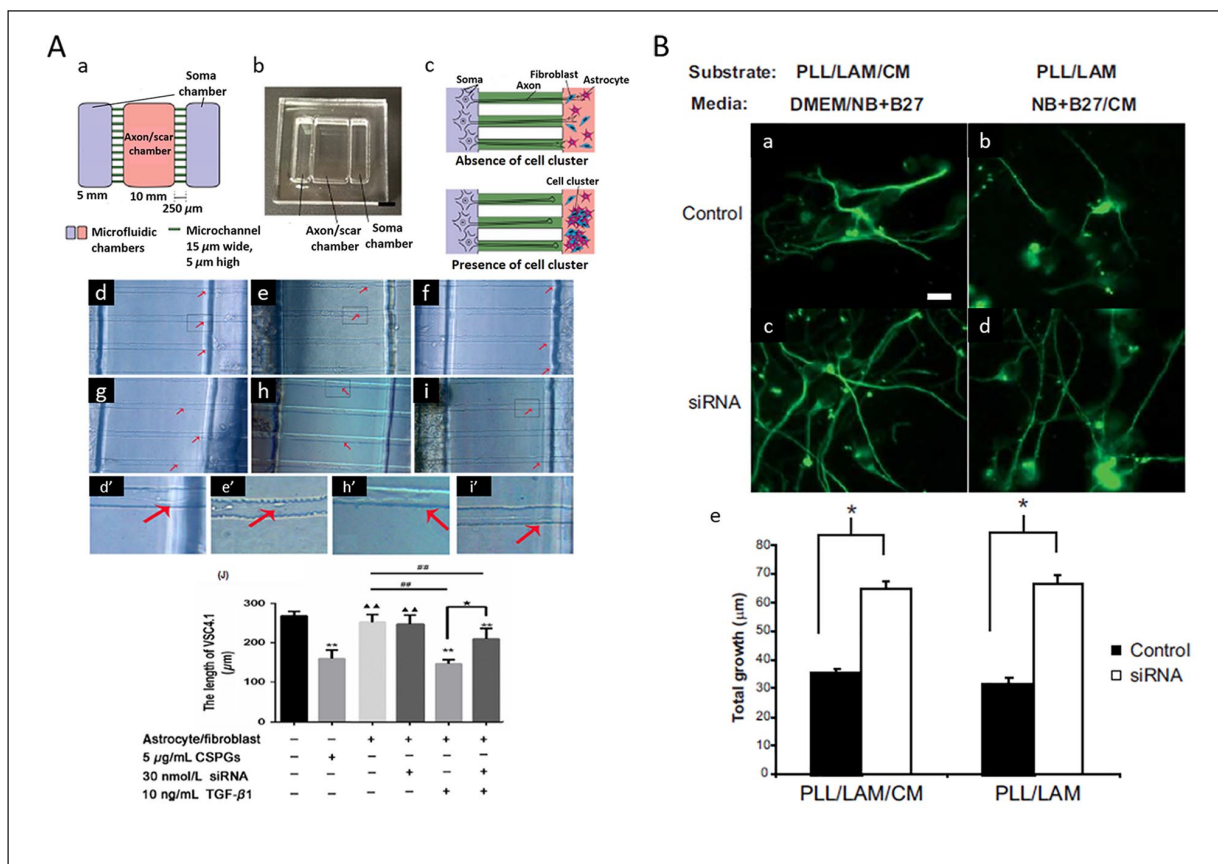 A
a
Soma
chamber
Axon/scar
chamber
5 mm
10 mm
250 µm
Microfluidic
chambers
Microchannel
15 µm wide,
5 µm high
b
Axon/scar
chamber
Soma
chamber
c
Soma
Axon
Fibroblast
Astrocyte
Absence of cell cluster
Cell cluster
Presence of cell cluster
d
e
f
g
h
i
d'
e'
h'
i'
(J)
##
##
★
▲▲
▲▲
**
**
**
The length of VSC4.1
(µm)
300
200
100
0
Astrocyte/fibroblast – – + + + +
5 µg/mL CSPGs – + – – – –
30 nmol/L siRNA – – – + – +
10 ng/mL TGF-β1 – – – – + +
B
Substrate: PLL/LAM/CM PLL/LAM
Media: DMEM/NB+B27 NB+B27/CM
Control
a
b
siRNA
c
d
e
* *
Total growth (µm)
80
70
60
50
40
30
20
10
0
Control
siRNA
PLL/LAM/CM PLL/LAM